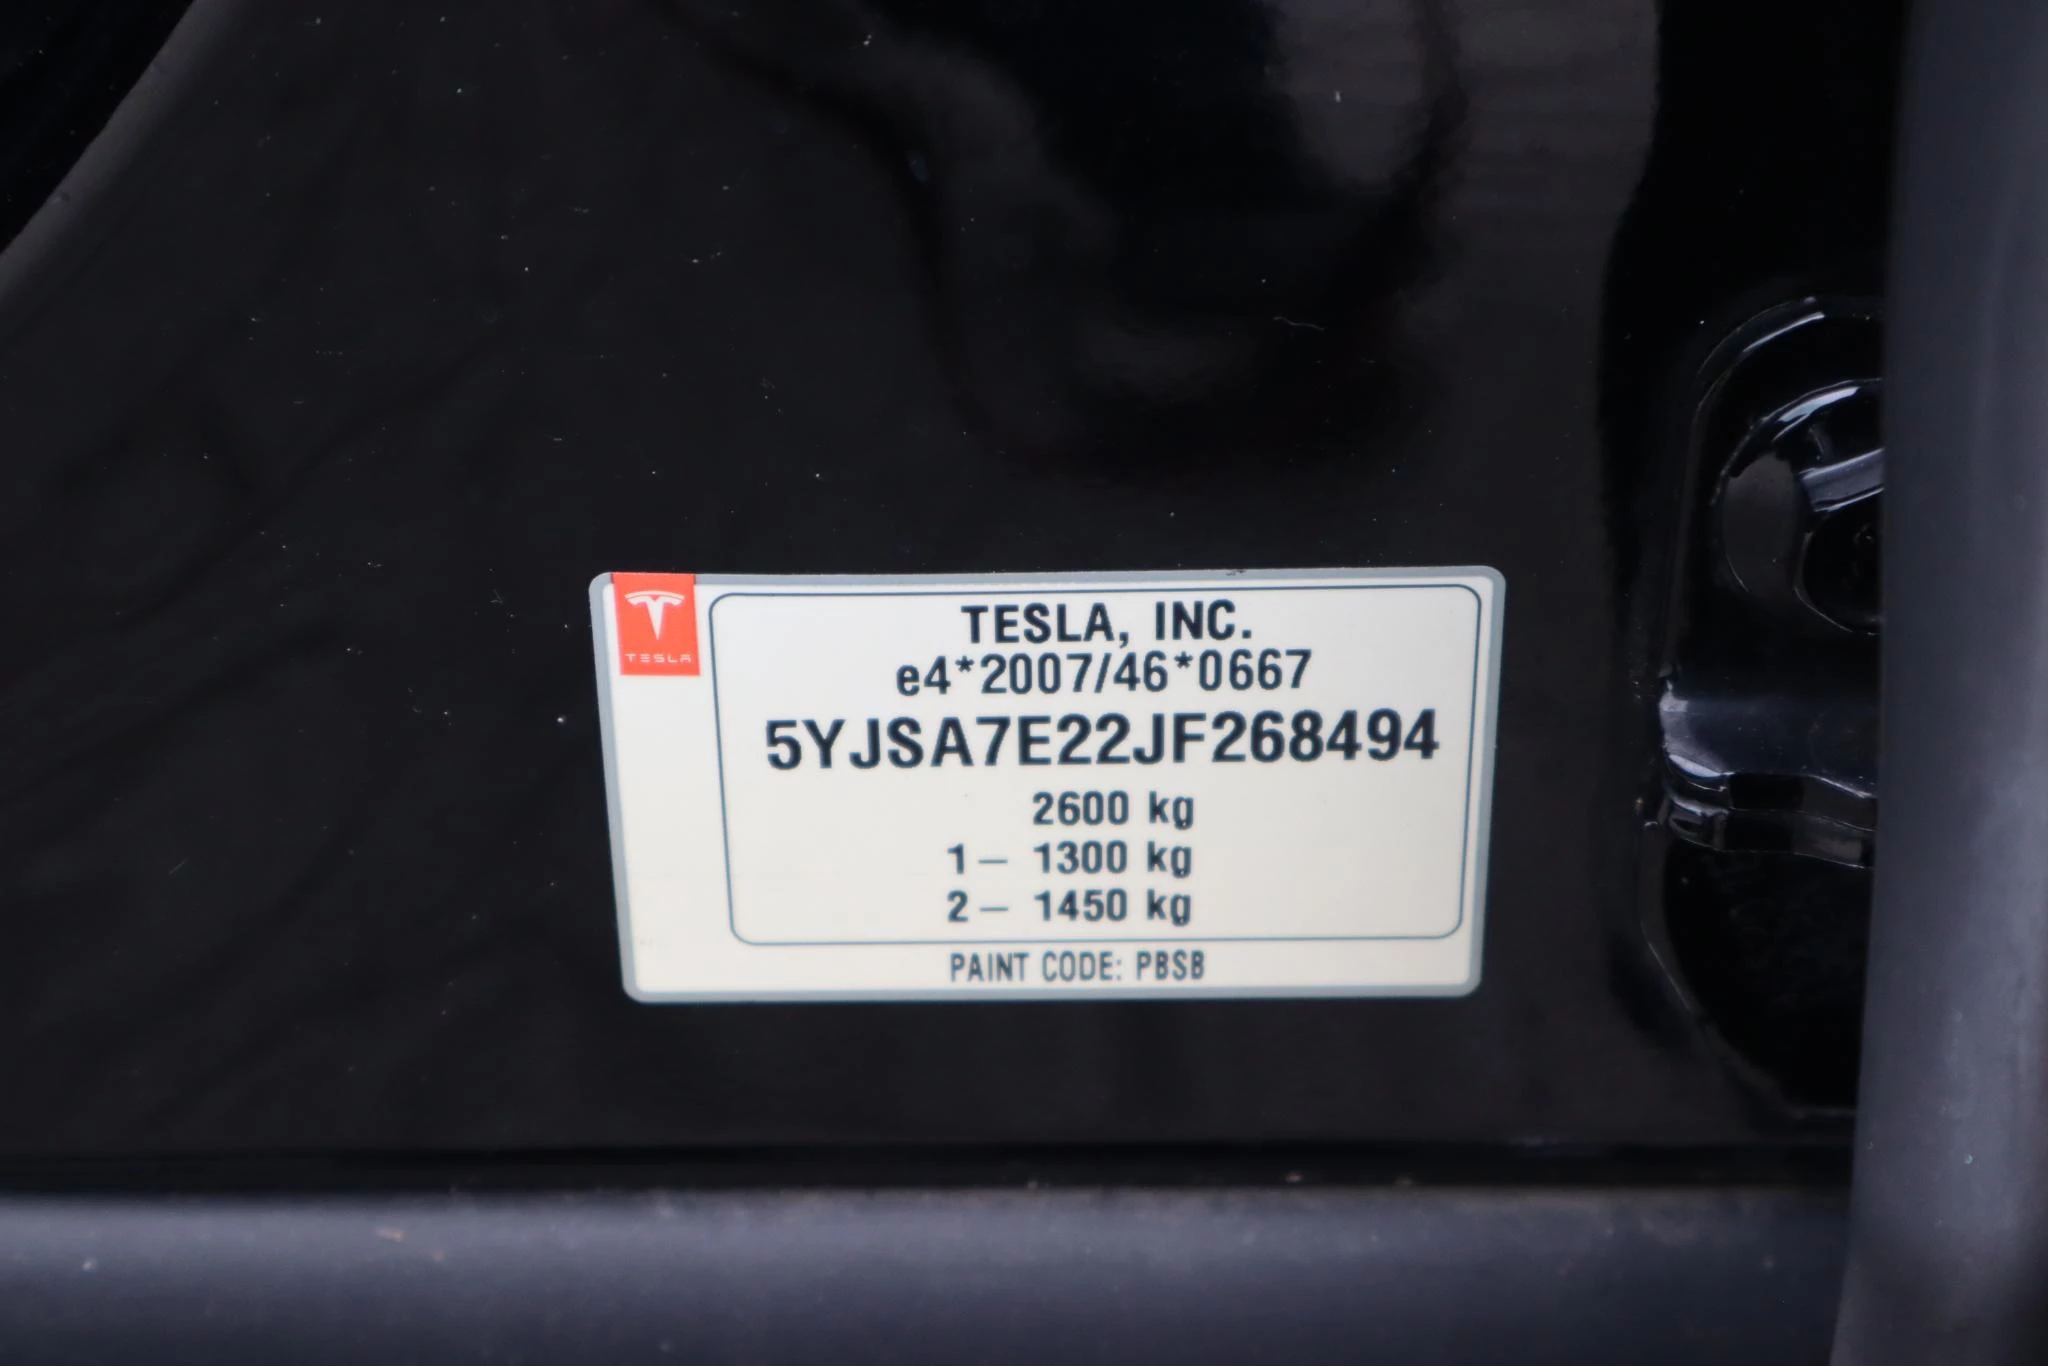 TESLA
TESLA, INC.
e4*2007/46*0667
5YJSA7E22JF268494
2600 kg
1– 1300 kg
2– 1450 kg
PAINT CODE: PBSB